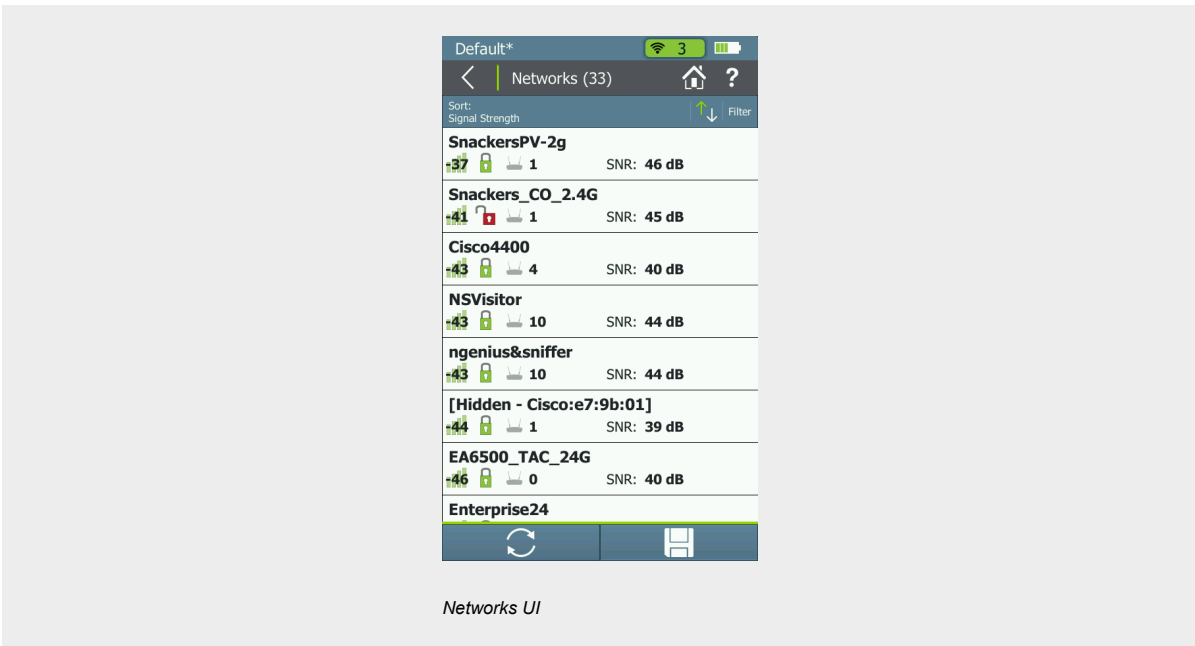 Default*
3
Networks (33)
?
Sort:
Signal Strength
Filter
SnackersPV-2g
-37 1 SNR: 46 dB
Snackers_CO_2.4G
-41 1 SNR: 45 dB
Cisco4400
-43 4 SNR: 40 dB
NSVisitor
-43 10 SNR: 44 dB
ngenius&sniffer
-43 10 SNR: 44 dB
[Hidden - Cisco:e7:9b:01]
-44 1 SNR: 39 dB
EA6500_TAC_24G
-46 0 SNR: 40 dB
Enterprise24
Networks UI